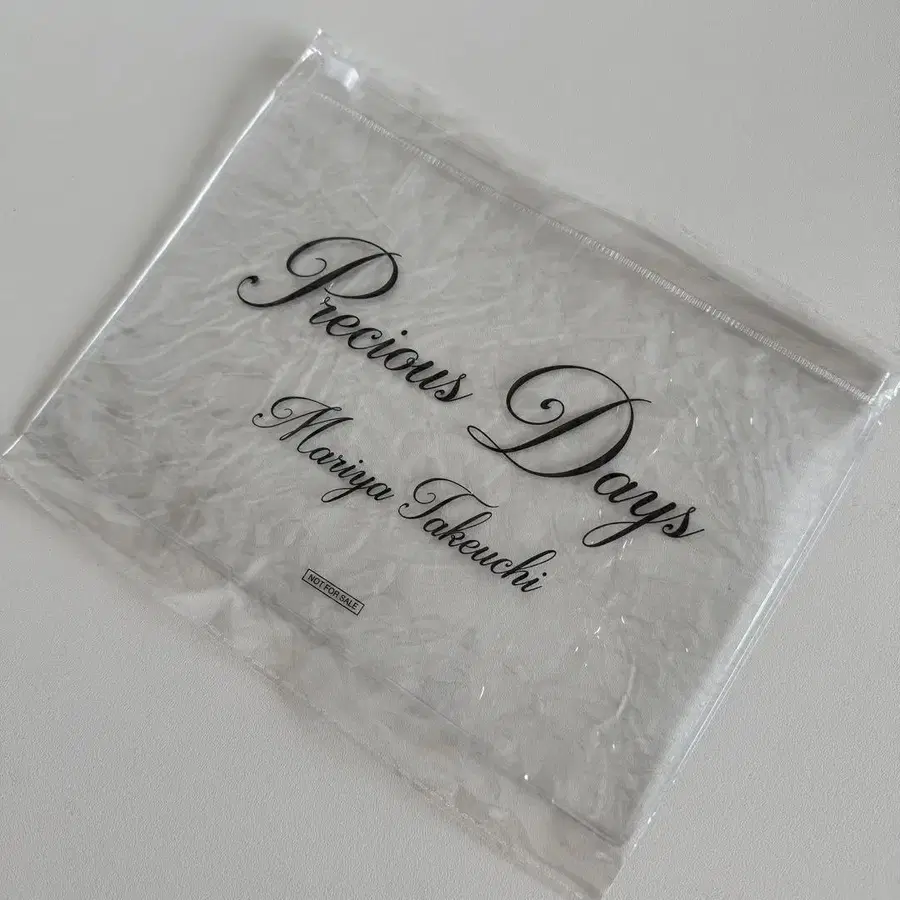 Precious Days
Mariya Takeuchi
NOT FOR SALE